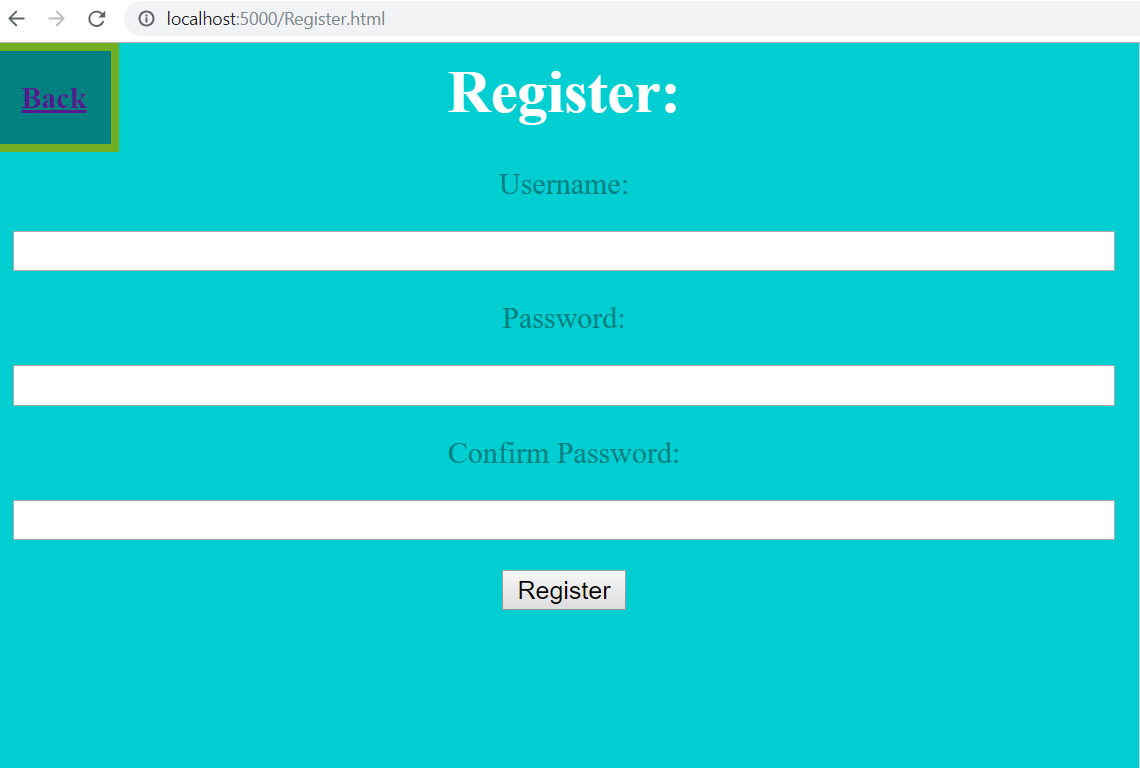 localhost:5000/Register.html
Back
Register:
Username:
Password:
Confirm Password:
Register